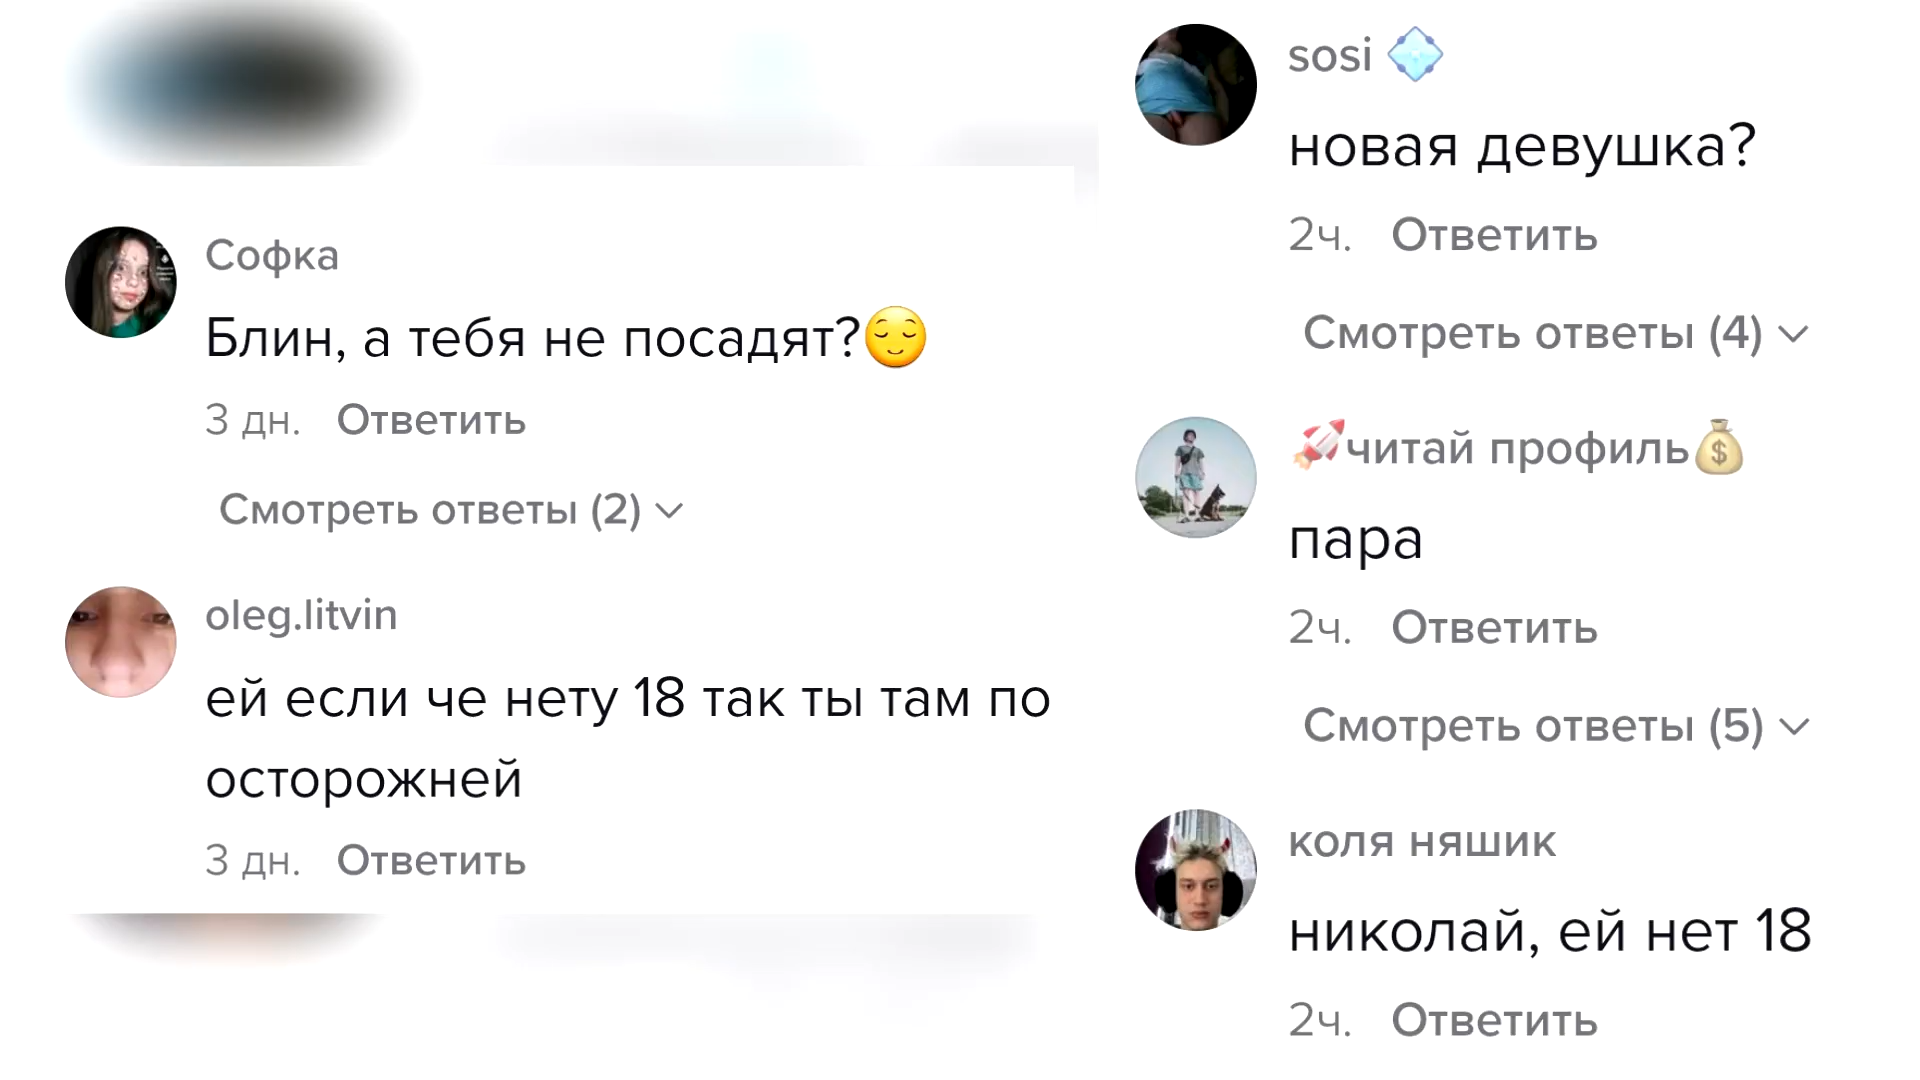 Софка
Блин, а тебя не посадят?😌
3 дн. Ответить
Смотреть ответы (2)
oleg.litvin
ей если че нету 18 так ты там по
осторожней
3 дн. Ответить
sosi 💠
новая девушка?
2ч. Ответить
Смотреть ответы (4)
🚀читай профиль💰
пара
2ч. Ответить
Смотреть ответы (5)
коля няшик
николай, ей нет 18
2ч. Ответить